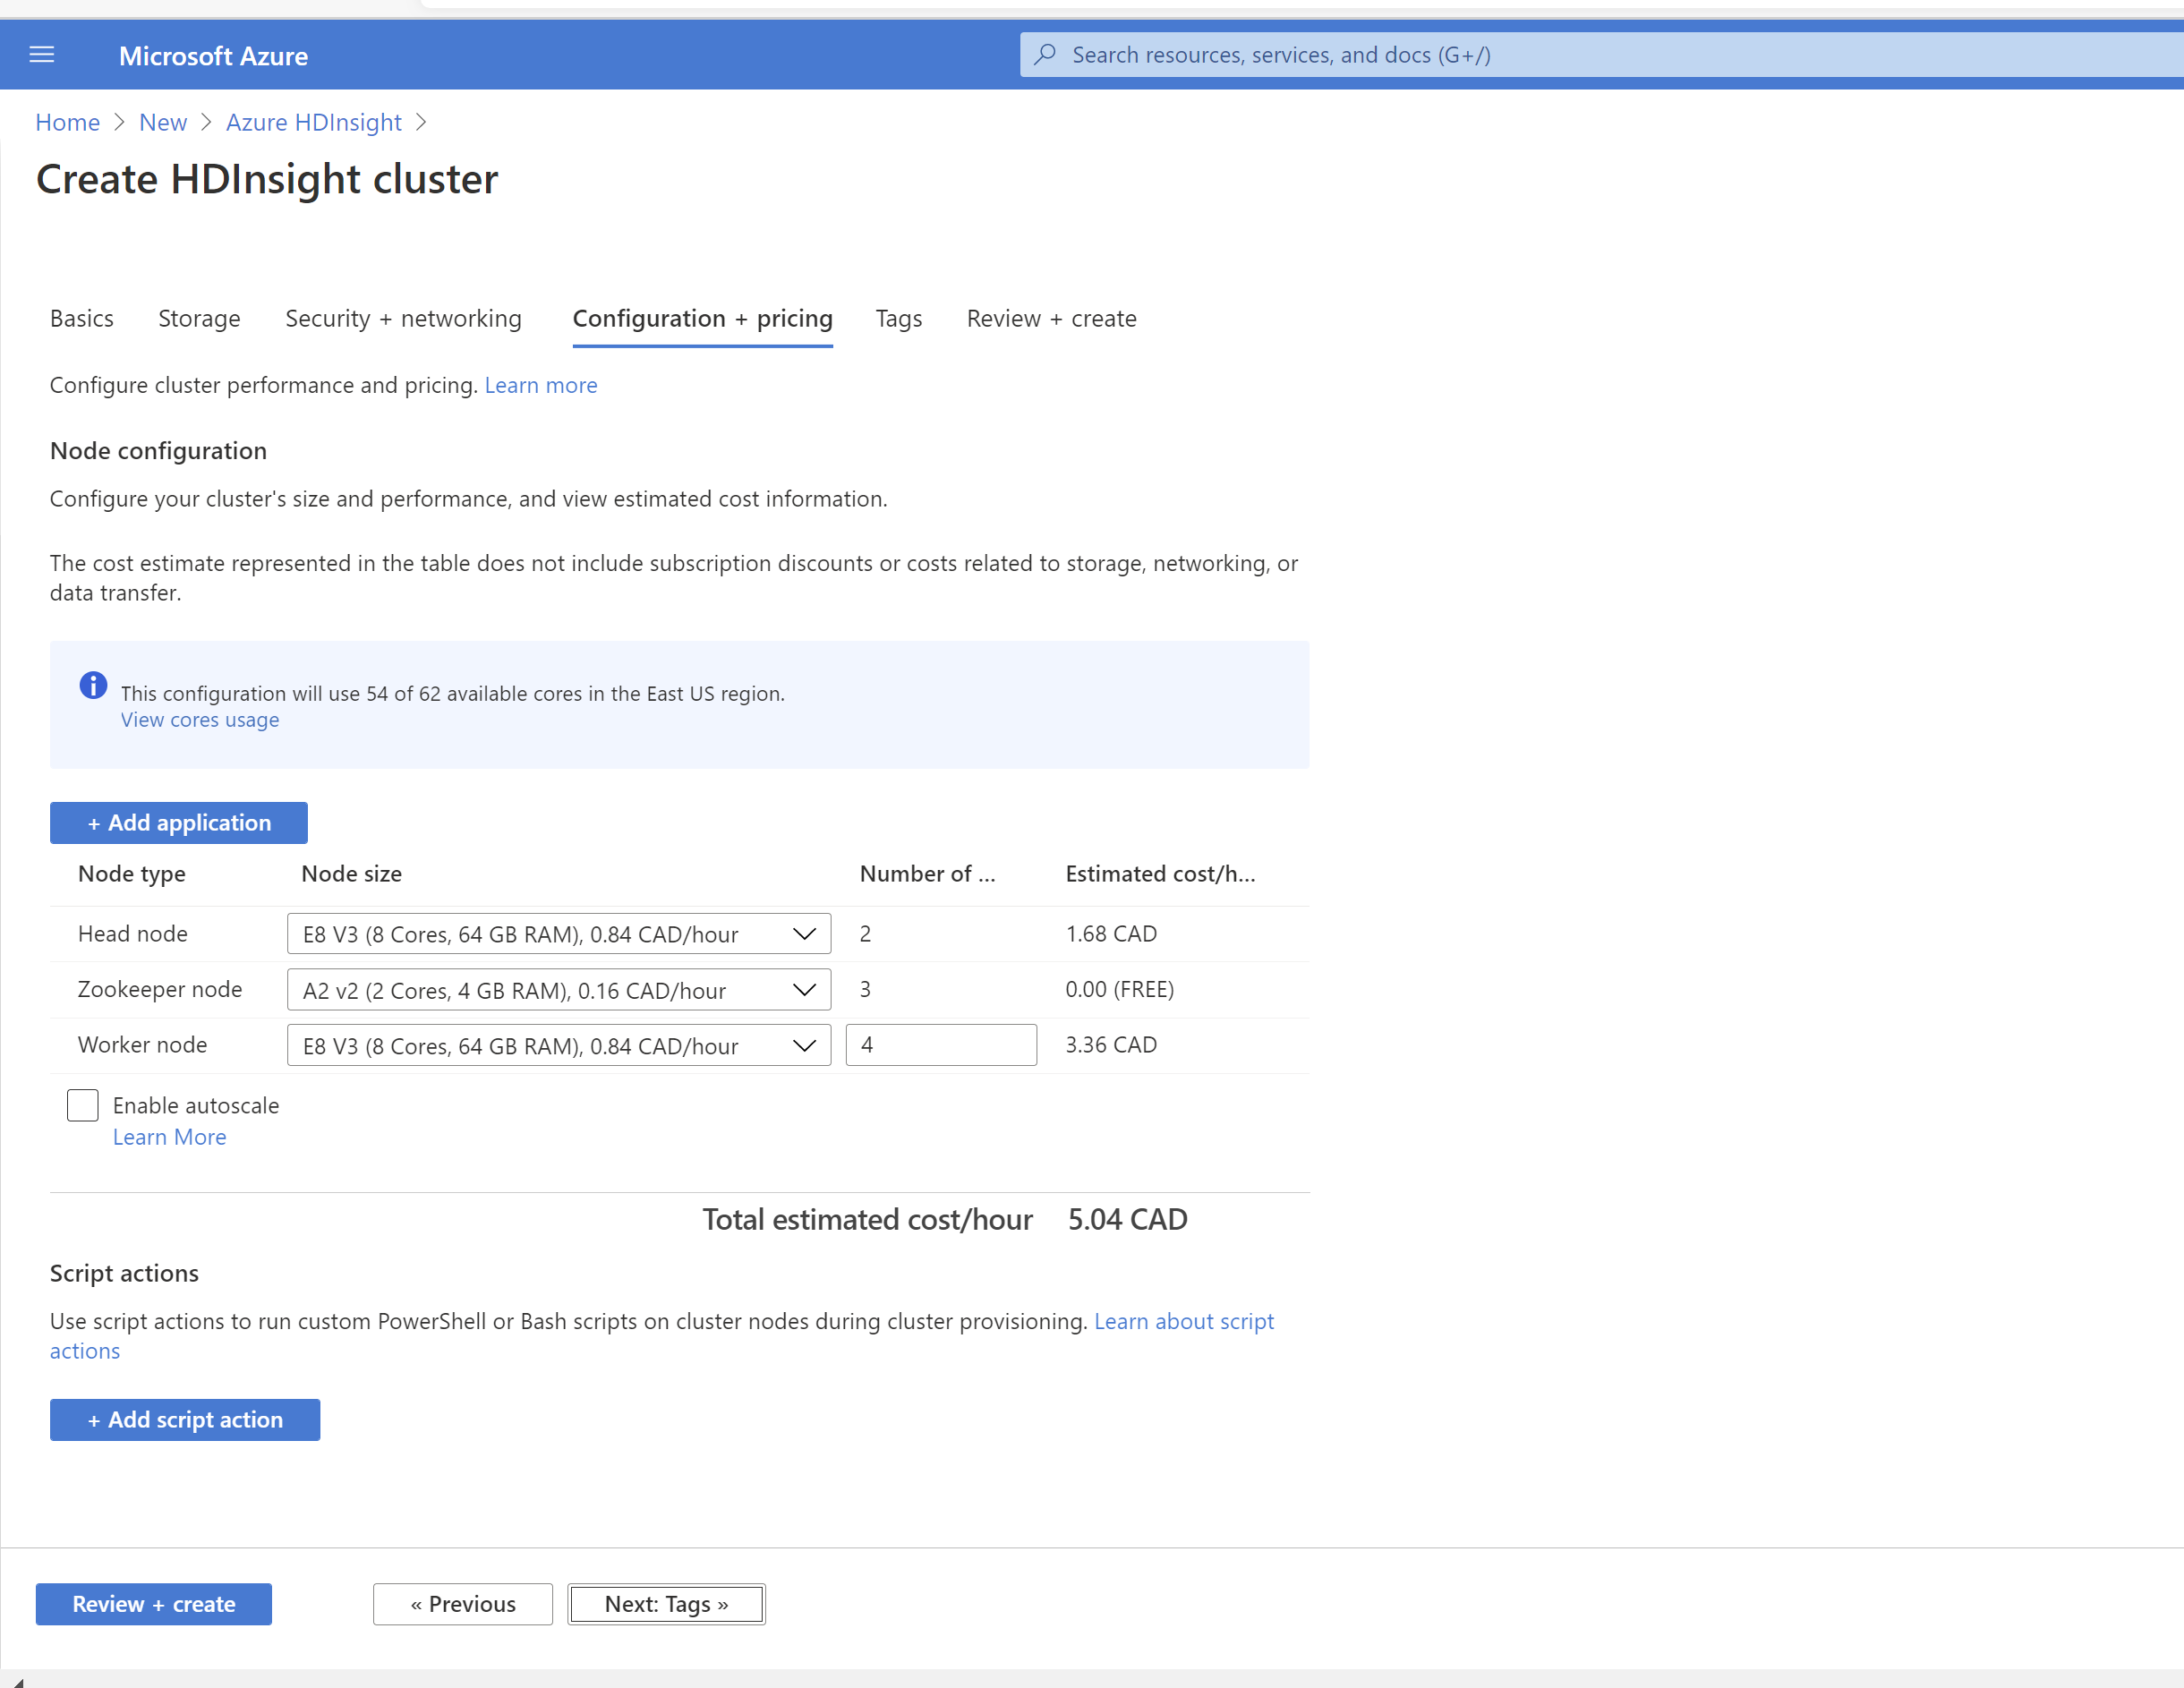 Microsoft Azure
Search resources, services, and docs (G+/)
Home > New > Azure HDInsight >
Create HDInsight cluster
Basics Storage Security + networking Configuration + pricing Tags Review + create
Configure cluster performance and pricing. Learn more
Node configuration
Configure your cluster's size and performance, and view estimated cost information.
The cost estimate represented in the table does not include subscription discounts or costs related to storage, networking, or
data transfer.
This configuration will use 54 of 62 available cores in the East US region.
View cores usage
+ Add application
Node type Node size Number of ... Estimated cost/h...
Head node E8 V3 (8 Cores, 64 GB RAM), 0.84 CAD/hour 2 1.68 CAD
Zookeeper node A2 v2 (2 Cores, 4 GB RAM), 0.16 CAD/hour 3 0.00 (FREE)
Worker node E8 V3 (8 Cores, 64 GB RAM), 0.84 CAD/hour 4 3.36 CAD
Enable autoscale
Learn More
Total estimated cost/hour 5.04 CAD
Script actions
Use script actions to run custom PowerShell or Bash scripts on cluster nodes during cluster provisioning. Learn about script
actions
+ Add script action
Review + create « Previous Next: Tags »